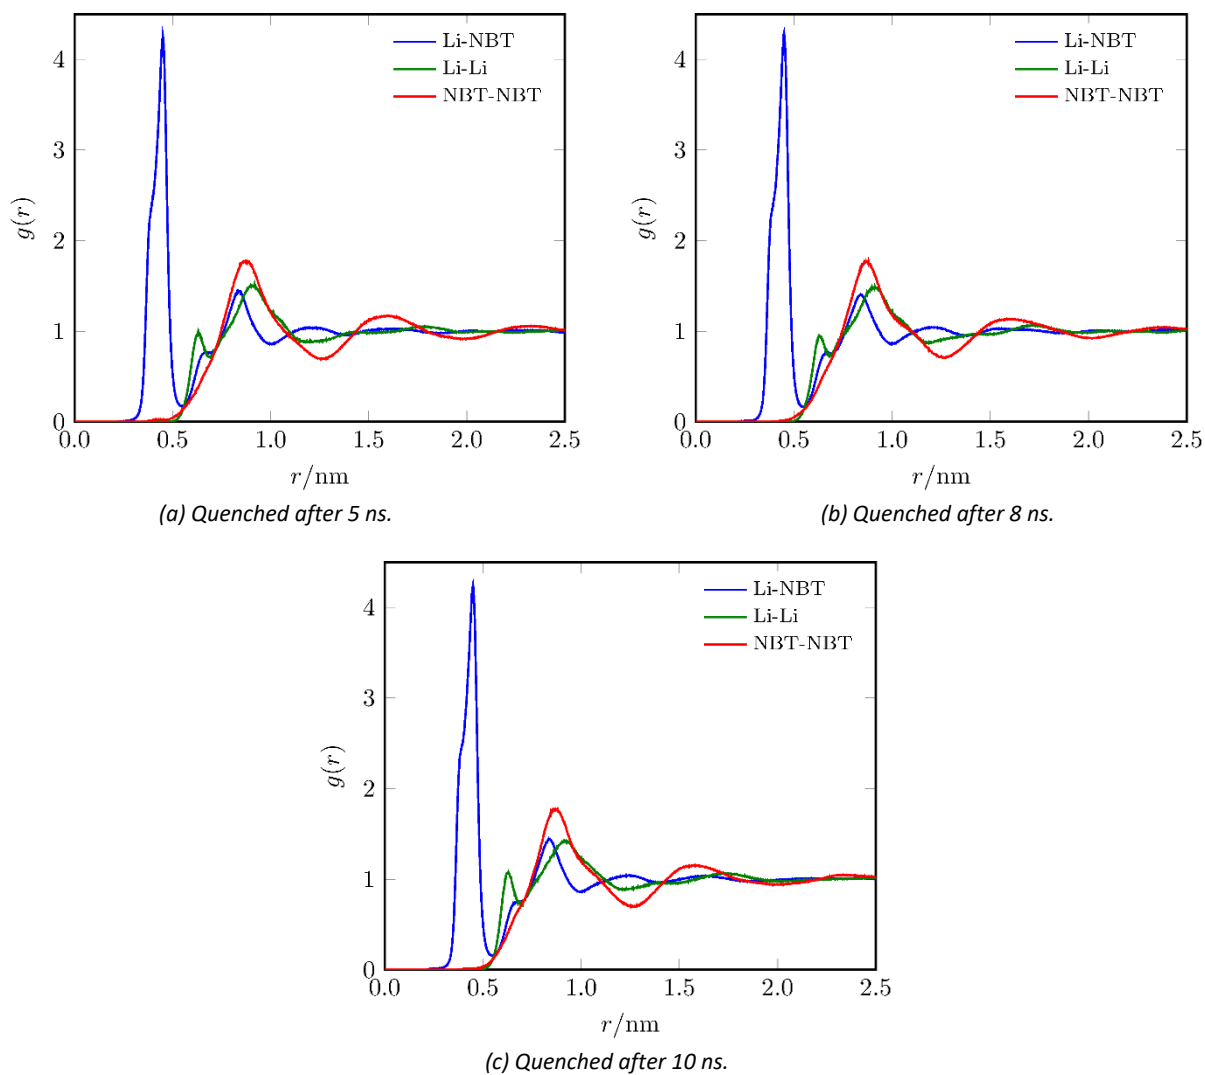 Li-NBT
Li-Li
NBT-NBT
4
3
2
1
0
g(r)
0.0 0.5 1.0 1.5 2.0 2.5
r/nm
(a) Quenched after 5 ns.
Li-NBT
Li-Li
NBT-NBT
4
3
2
1
0
g(r)
0.0 0.5 1.0 1.5 2.0 2.5
r/nm
(b) Quenched after 8 ns.
Li-NBT
Li-Li
NBT-NBT
4
3
2
1
0
g(r)
0.0 0.5 1.0 1.5 2.0 2.5
r/nm
(c) Quenched after 10 ns.